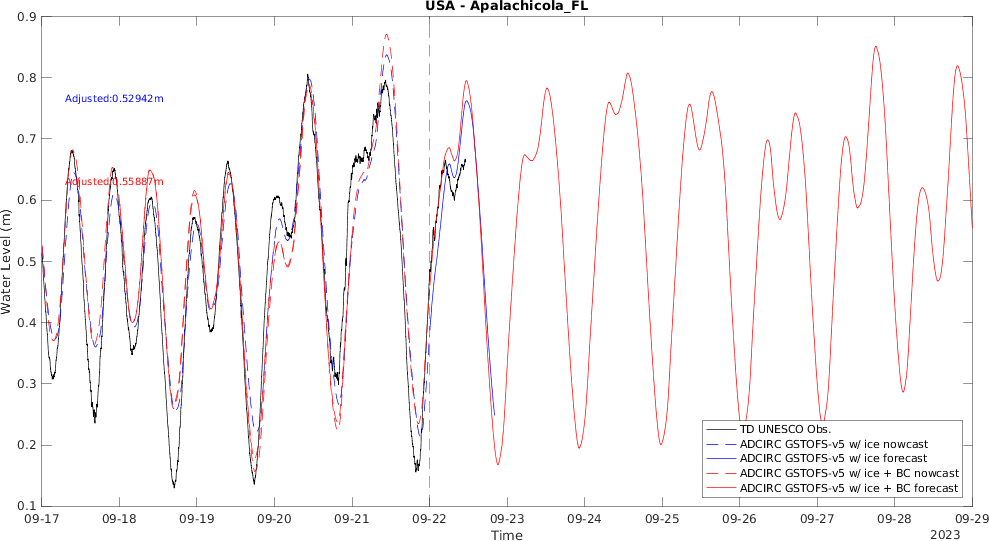 USA - Apalachicola_FL
0.9
0.8
0.7
0.6
0.5
0.4
0.3
0.2
0.1
Water Level (m)
Adjusted:0.52942m
Adjusted:0.55887m
TD UNESCO Obs.
ADCIRC GSTOFS-v5 w/ ice nowcast
ADCIRC GSTOFS-v5 w/ ice forecast
ADCIRC GSTOFS-v5 w/ ice + BC nowcast
ADCIRC GSTOFS-v5 w/ ice + BC forecast
09-17 09-18 09-19 09-20 09-21 09-22 09-23 09-24 09-25 09-26 09-27 09-28 09-29
Time
2023